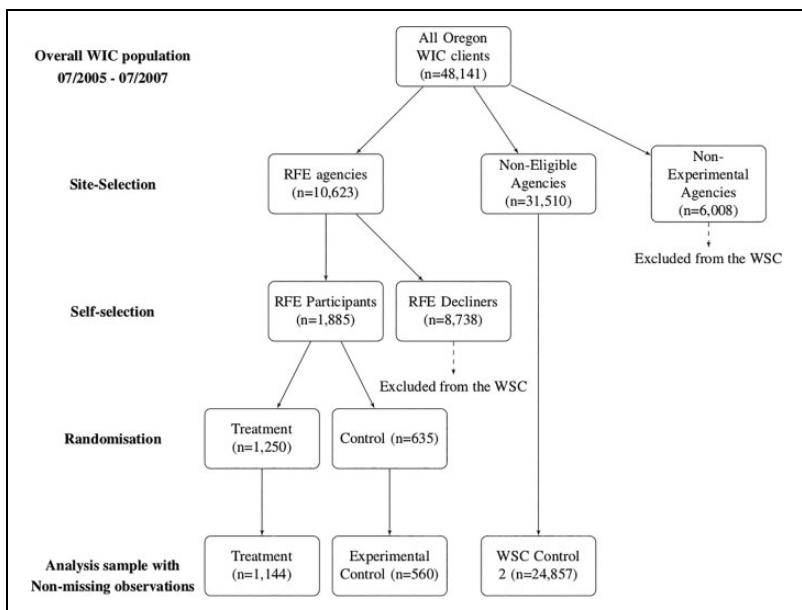 Overall WIC population
07/2005 - 07/2007
All Oregon
WIC clients
(n=48,141)
Site-Selection
RFE agencies
(n=10,623)
Non-Eligible
Agencies
(n=31,510)
Non-
Experimental
Agencies
(n=6,008)
Excluded from the WSC
Self-selection
RFE Participants
(n=1,885)
RFE Decliners
(n=8,738)
Excluded from the WSC
Randomisation
Treatment
(n=1,250)
Control (n=635)
Analysis sample with
Non-missing observations
Treatment
(n=1,144)
Experimental
Control (n=560)
WSC Control
2 (n=24,857)